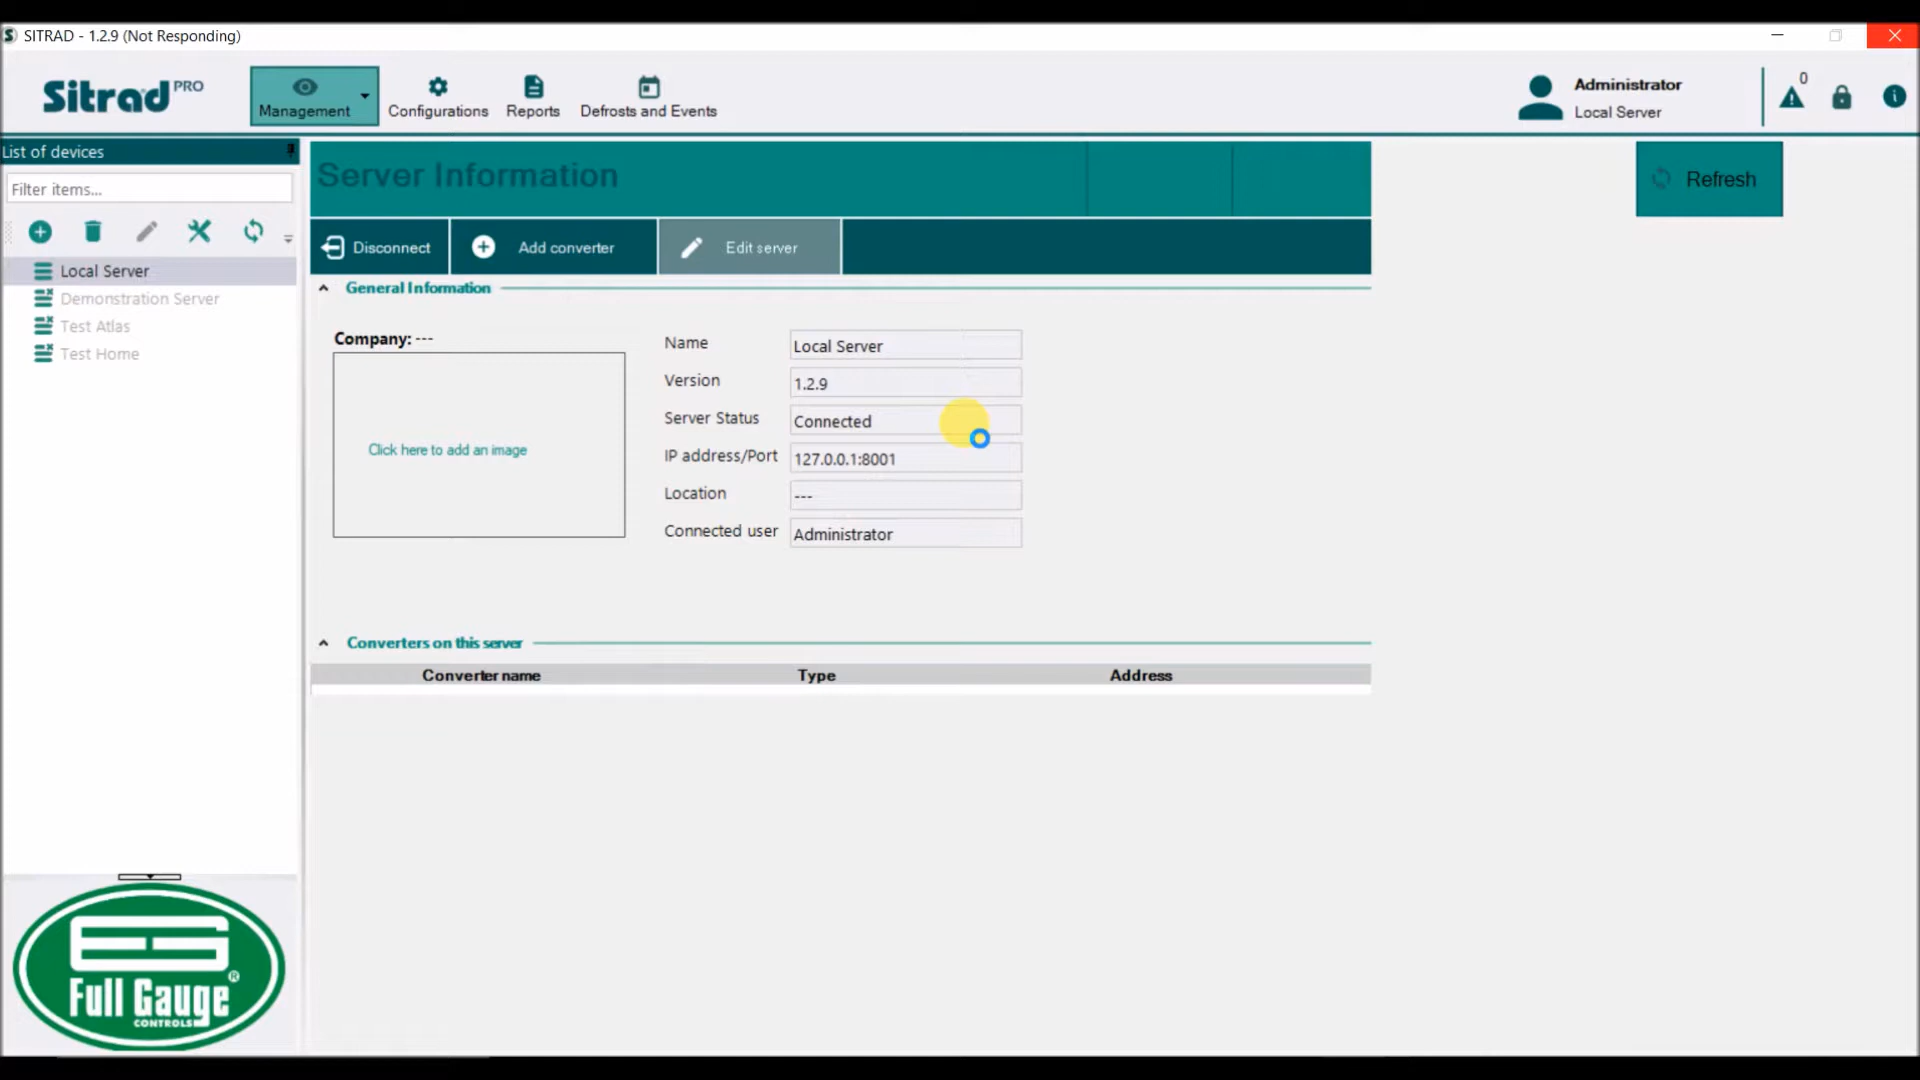 SITRAD - 1.2.9 (Not Responding)
Sitrad PRO
Management
Configurations
Reports
Defrosts and Events
Administrator
Local Server
0
List of devices
Filter items...
Local Server
Demonstration Server
Test Atlas
Test Home
Server Information
Refresh
Disconnect
Add converter
Edit server
General Information
Company: ---
Click here to add an image
Name
Local Server
Version
1.2.9
Server Status
Connected
IP address/Port
127.0.0.1:8001
Location
---
Connected user
Administrator
Converters on this server
Converter name
Type
Address
Full Gauge
®
CONTROLS